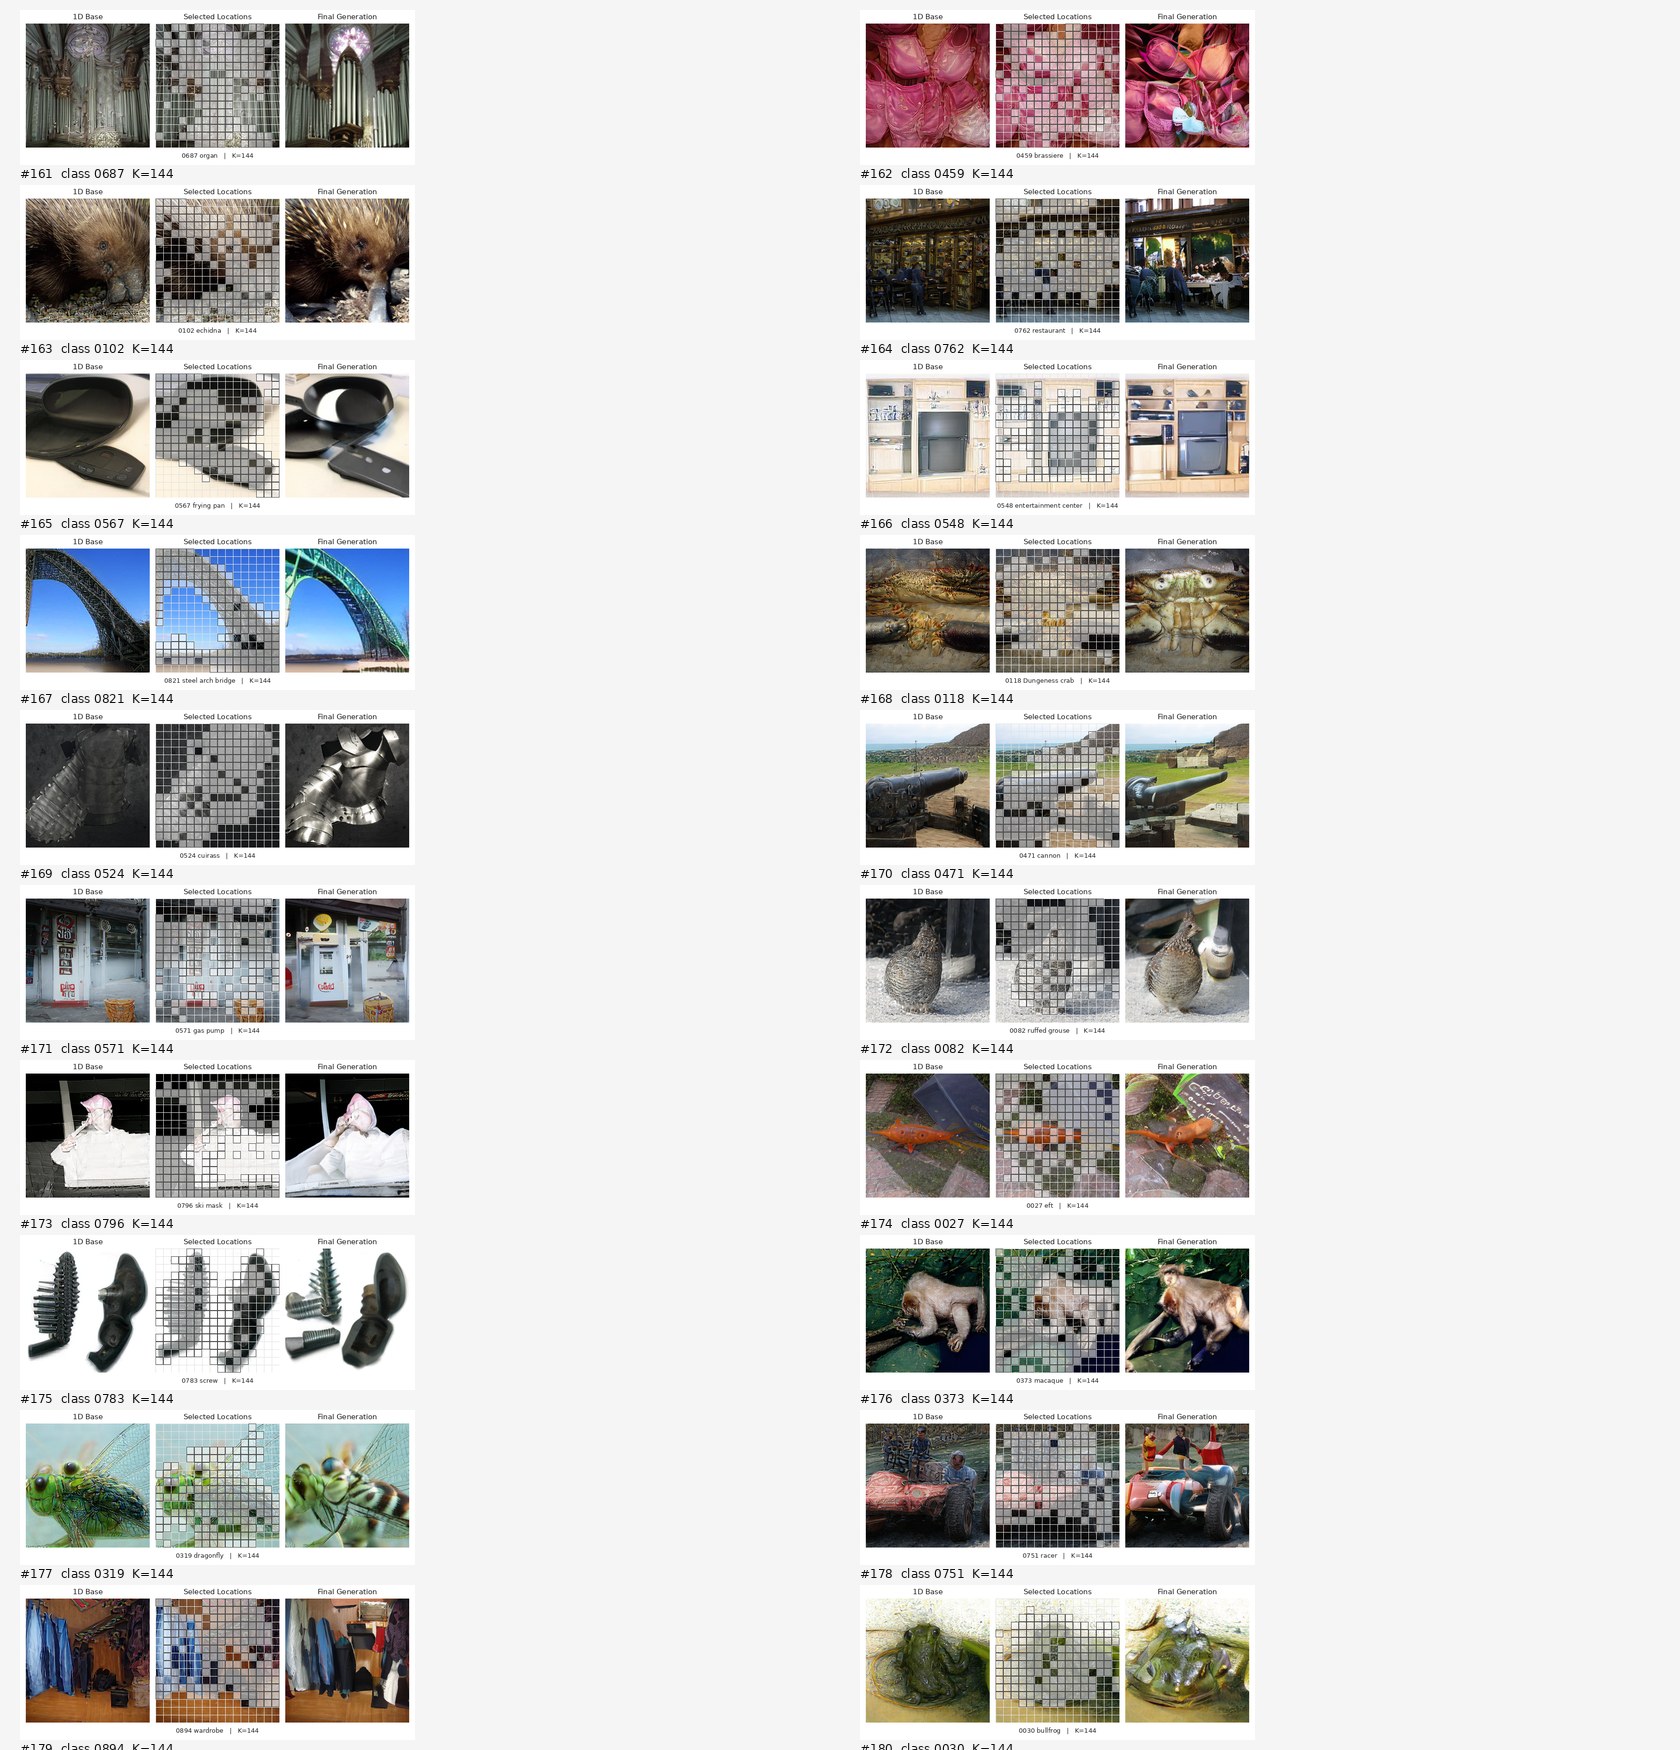 1D Base Selected Locations Final Generation
0687 organ | K=144
#161 class 0687 K=144
1D Base Selected Locations Final Generation
0459 brassiere | K=144
#162 class 0459 K=144
1D Base Selected Locations Final Generation
0102 echidna | K=144
#163 class 0102 K=144
1D Base Selected Locations Final Generation
0762 restaurant | K=144
#164 class 0762 K=144
1D Base Selected Locations Final Generation
0567 frying pan | K=144
#165 class 0567 K=144
1D Base Selected Locations Final Generation
0548 entertainment center | K=144
#166 class 0548 K=144
1D Base Selected Locations Final Generation
0821 steel arch bridge | K=144
#167 class 0821 K=144
1D Base Selected Locations Final Generation
0118 Dungeness crab | K=144
#168 class 0118 K=144
1D Base Selected Locations Final Generation
0524 cuirass | K=144
#169 class 0524 K=144
1D Base Selected Locations Final Generation
0471 cannon | K=144
#170 class 0471 K=144
1D Base Selected Locations Final Generation
0571 gas pump | K=144
#171 class 0571 K=144
1D Base Selected Locations Final Generation
0082 ruffed grouse | K=144
#172 class 0082 K=144
1D Base Selected Locations Final Generation
0796 ski mask | K=144
#173 class 0796 K=144
1D Base Selected Locations Final Generation
0027 eft | K=144
#174 class 0027 K=144
1D Base Selected Locations Final Generation
0783 screw | K=144
#175 class 0783 K=144
1D Base Selected Locations Final Generation
0373 macaque | K=144
#176 class 0373 K=144
1D Base Selected Locations Final Generation
0319 dragonfly | K=144
#177 class 0319 K=144
1D Base Selected Locations Final Generation
0751 racer | K=144
#178 class 0751 K=144
1D Base Selected Locations Final Generation
0894 wardrobe | K=144
#179 class 0894 K=144
1D Base Selected Locations Final Generation
0030 bullfrog | K=144
#180 class 0030 K=144